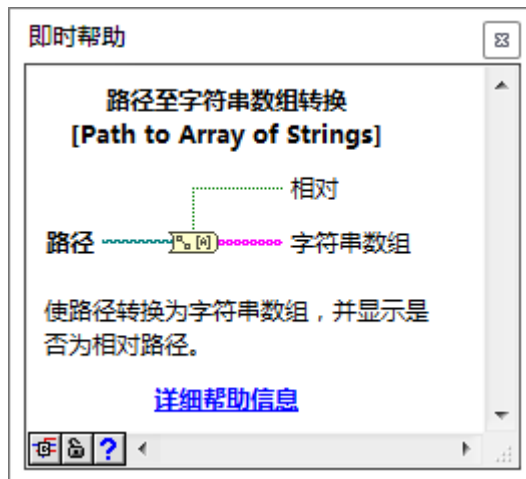 即时帮助
路径至字符串数组转换
[Path to Array of Strings]
相对
路径
字符串数组
使路径转换为字符串数组，并显示是
否为相对路径。
详细帮助信息